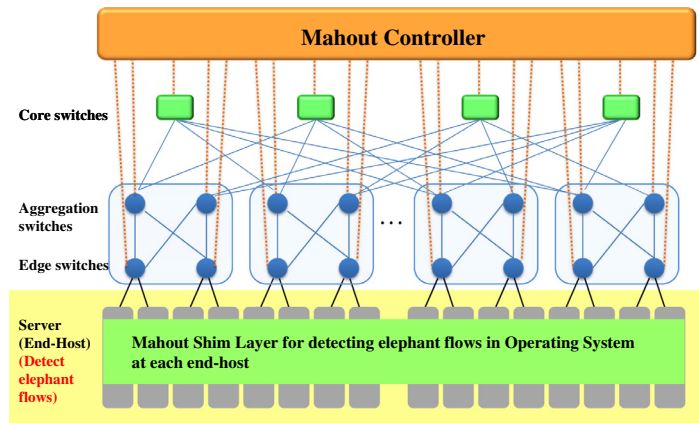 Mahout Controller
Core switches
Aggregation
switches
...
Edge switches
Server
(End-Host)
(Detect
elephant
flows)
Mahout Shim Layer for detecting elephant flows in Operating System
at each end-host